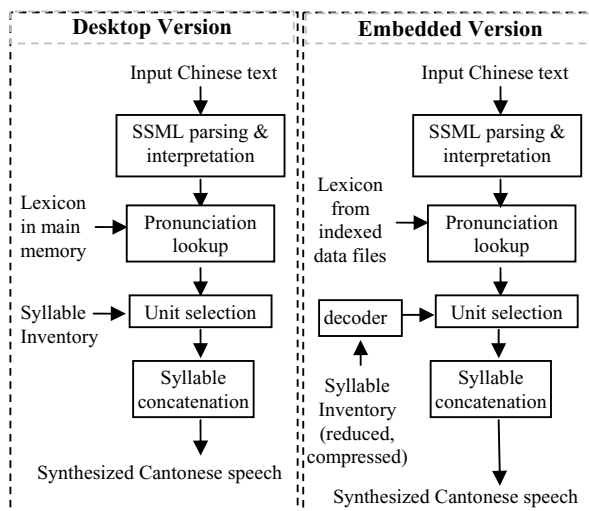 Desktop Version
Input Chinese text
SSML parsing &
interpretation
Lexicon
in main
memory
Pronunciation
lookup
Syllable
Inventory
Unit selection
Syllable
concatenation
Synthesized Cantonese speech
Embedded Version
Input Chinese text
SSML parsing &
interpretation
Lexicon
from
indexed
data files
Pronunciation
lookup
decoder
Unit selection
Syllable
Inventory
(reduced,
compressed)
Syllable
concatenation
Synthesized Cantonese speech